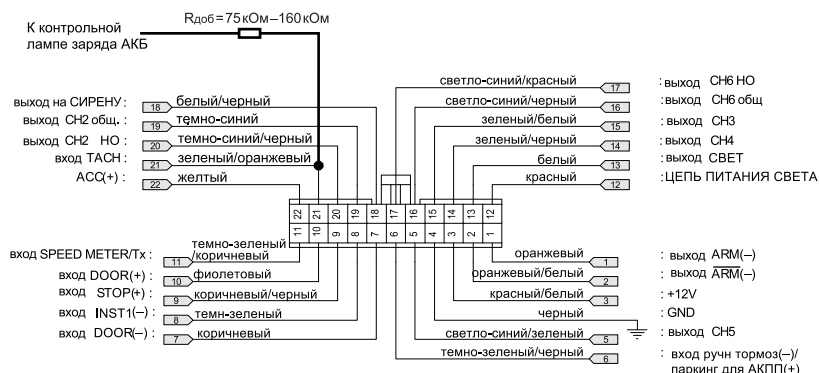 К контрольной
лампе заряда АКБ
Rдоб=75кОм–160кОм
выход на СИРЕНУ: 18 белый/черный
выход CH2 общ. : 19 темно-синий
выход CH2 НО : 20 темно-синий/черный
вход TACH : 21 зеленый/оранжевый
ACC(+) : 22 желтый
светло-синий/красный 17 : выход CH6 НО
светло-синий/черный 16 : выход CH6 общ
зеленый/белый 15 : выход CH3
зеленый/черный 14 : выход CH4
белый 13 : выход СВЕТ
красный 12 :ЦЕПЬ ПИТАНИЯ СВЕТА
22 21 20 19 18 17 16 15 14 13 12
11 10 9 8 7 6 5 4 3 2 1
вход SPEED METER/Tx : 11 темно-зеленый
/коричневый
вход DOOR(+) : 10 фиолетовый
вход STOP(+) : 9 коричневый/черный
вход INST1(–) : 8 темн-зеленый
вход DOOR(–) : 7 коричневый
оранжевый 1 : выход ARM(–)
оранжевый/белый 2 : выход ARM(–)
красный/белый 3 : +12V
черный : GND
светло-синий/зеленый 5 : выход CH5
темно-зеленый/черный 6 : вход ручн тормоз(–)/
паркинг для АКПП(+)